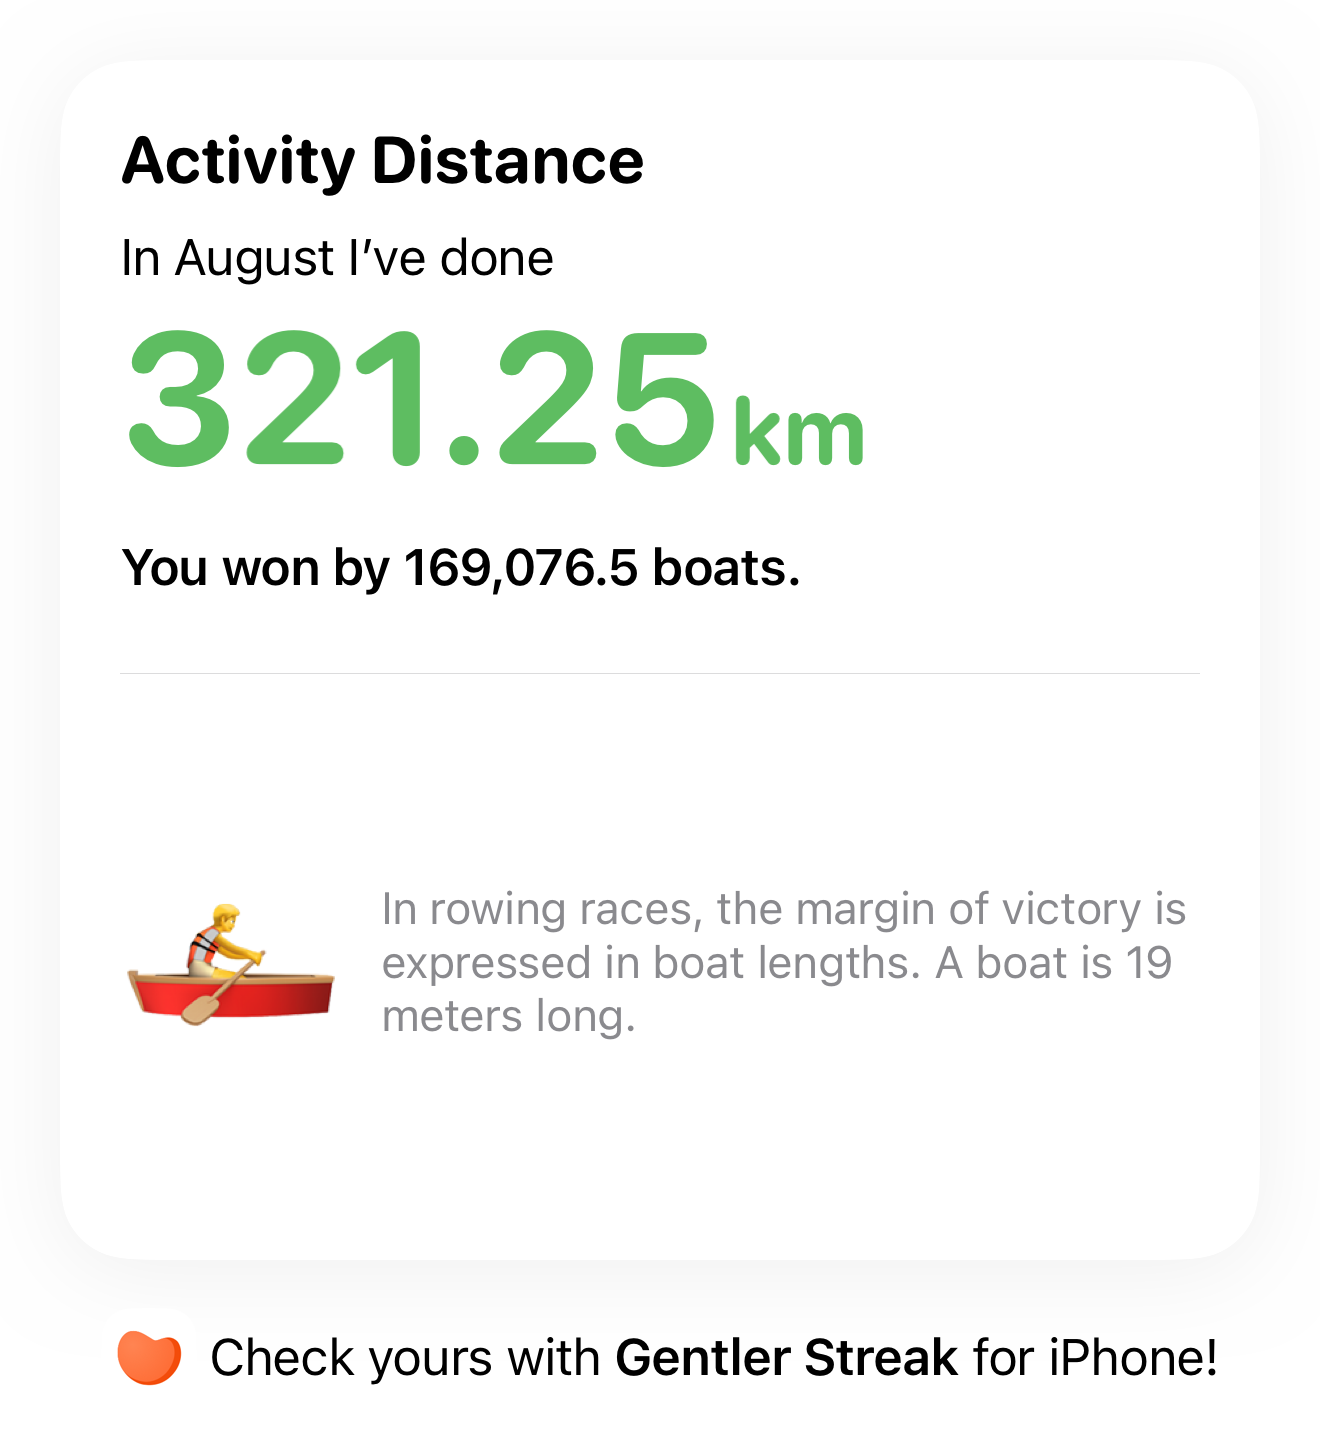 Activity Distance
In August I’ve done
321.25 km
You won by 169,076.5 boats.
In rowing races, the margin of victory is
expressed in boat lengths. A boat is 19
meters long.
Check yours with Gentler Streak for iPhone!